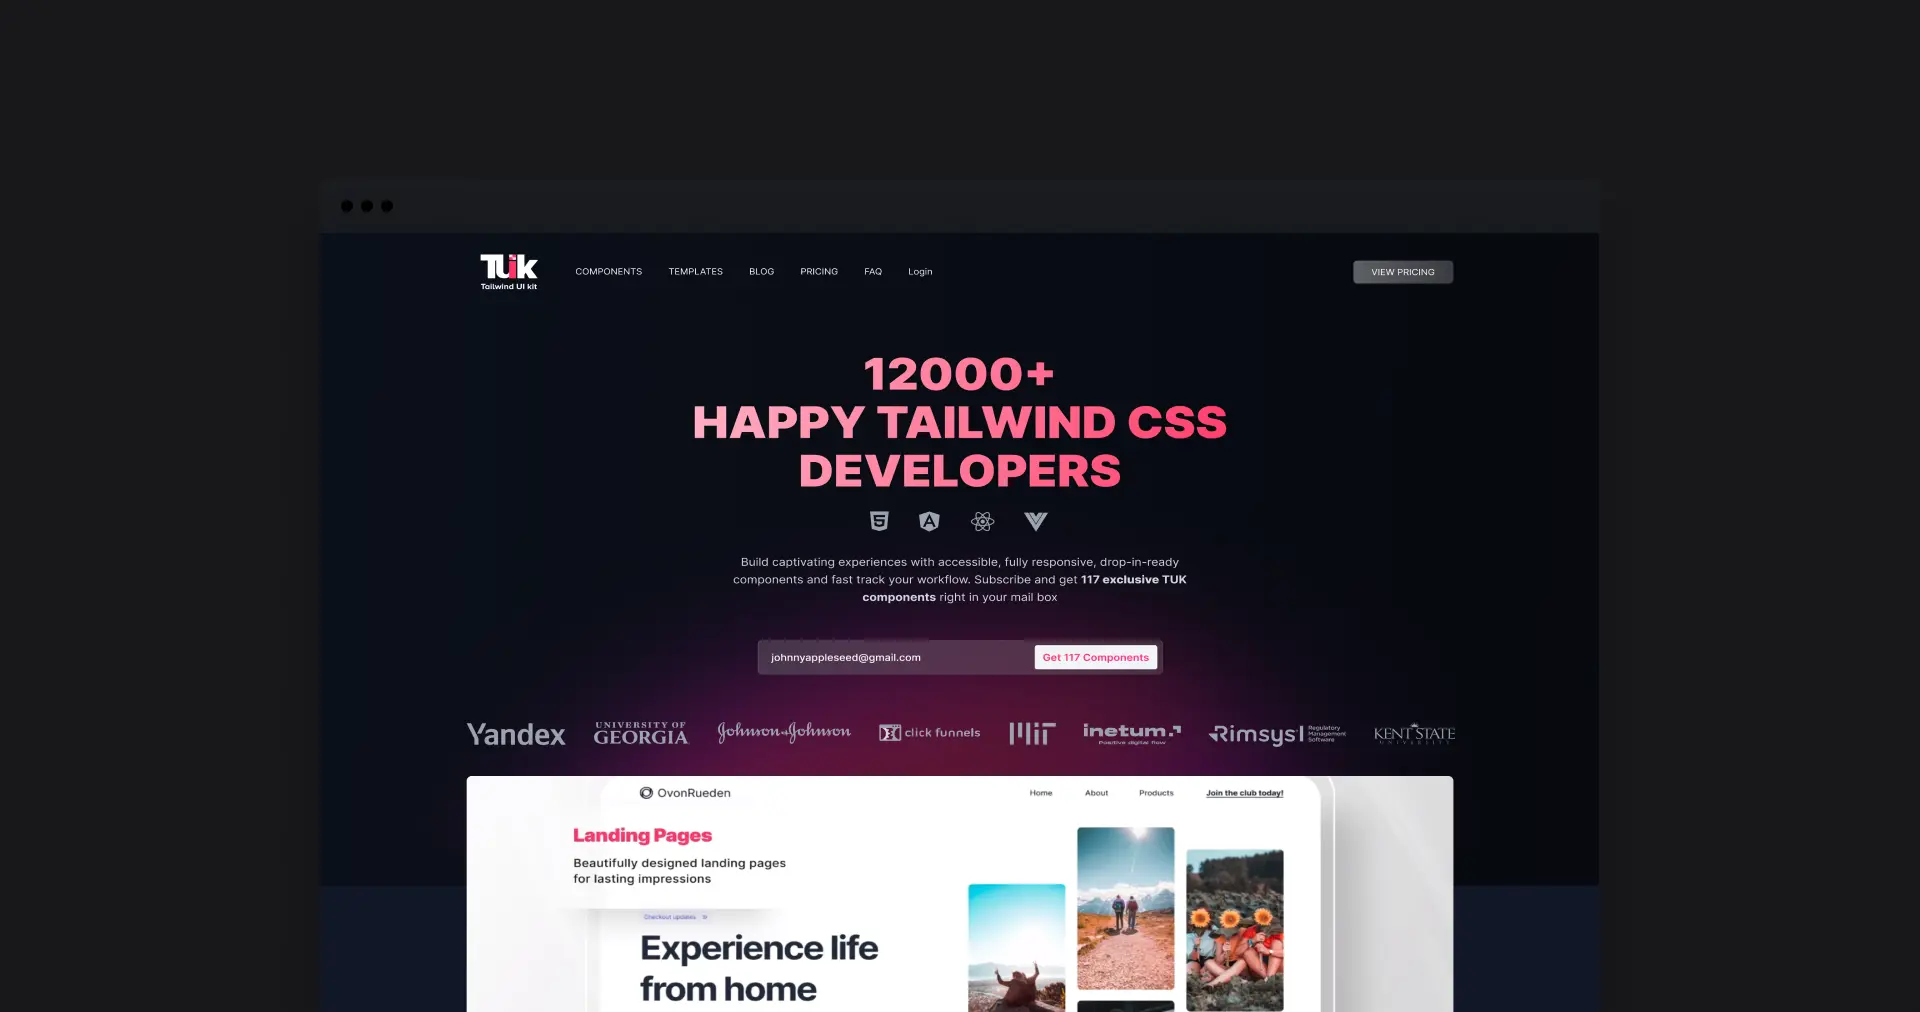 TUK
Tailwind UI kit
COMPONENTS
TEMPLATES
BLOG
PRICING
FAQ
Login
VIEW PRICING
12000+
HAPPY TAILWIND CSS
DEVELOPERS
Build captivating experiences with accessible, fully responsive, drop-in-ready
components and fast track your workflow. Subscribe and get 117 exclusive TUK
components right in your mail box
johnnyappleseed@gmail.com
Get 117 Components
Yandex
UNIVERSITY OF
GEORGIA
Johnson & Johnson
click funnels
MIT
inetum.
Positive digital flow
Rimsys
Regulatory
Management
Software
KENT STATE
UNIVERSITY
OvonRueden
Home
About
Products
Join the club today!
Landing Pages
Beautifully designed landing pages
for lasting impressions
Checkout updates
Experience life
from home